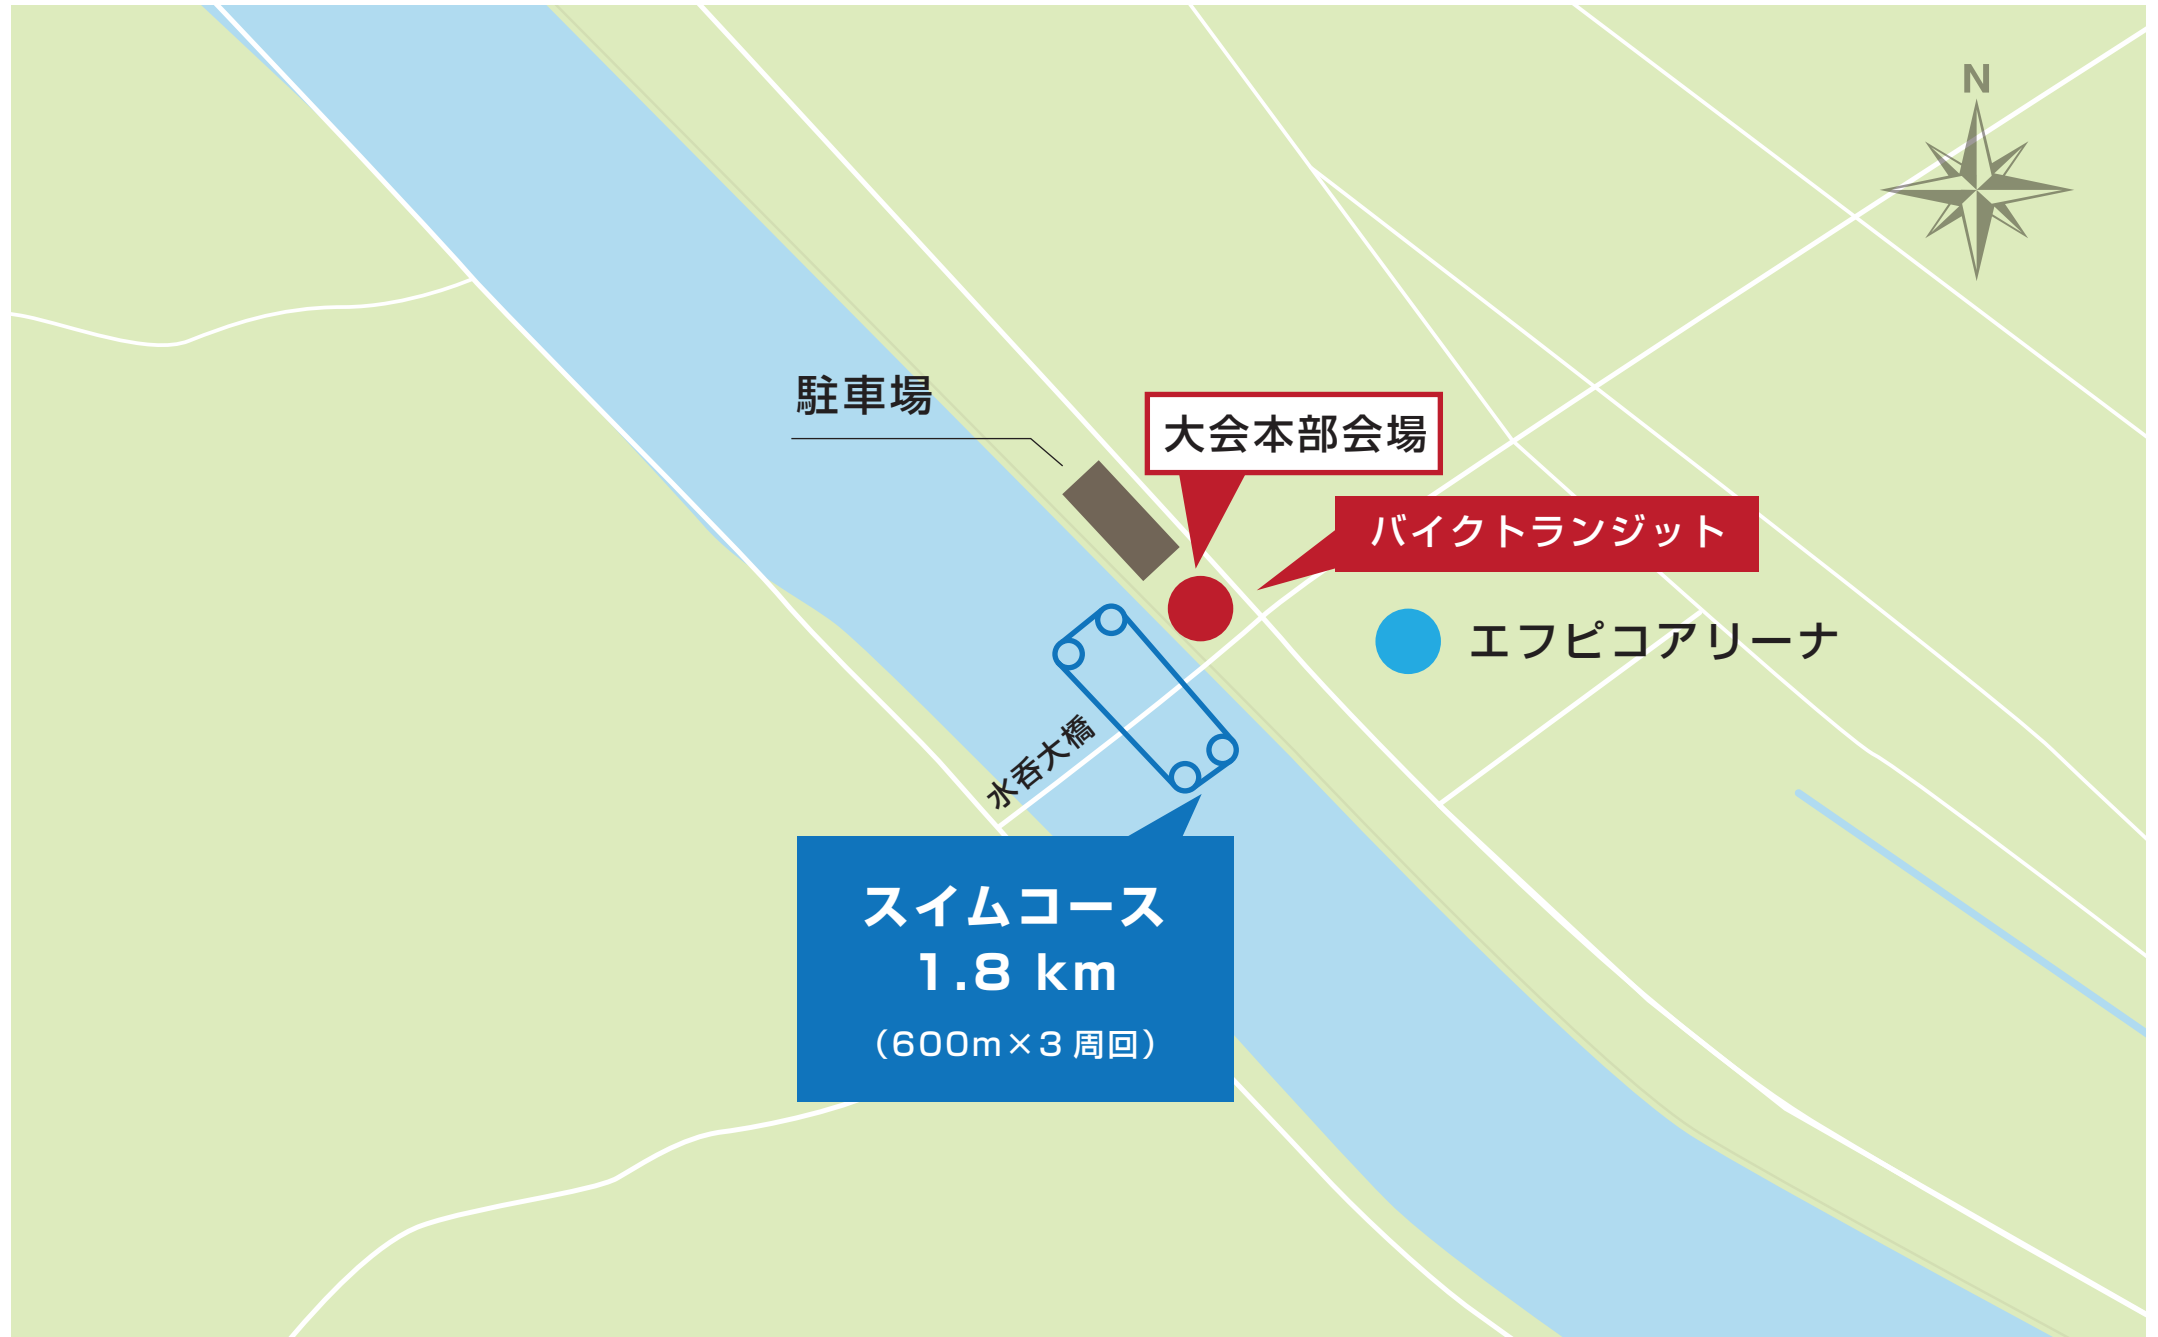 N
駐車場
大会本部会場
バイクトランジット
エフピコアリーナ
水呑大橋
スイムコース
1.8 km
（600m×3 周回）